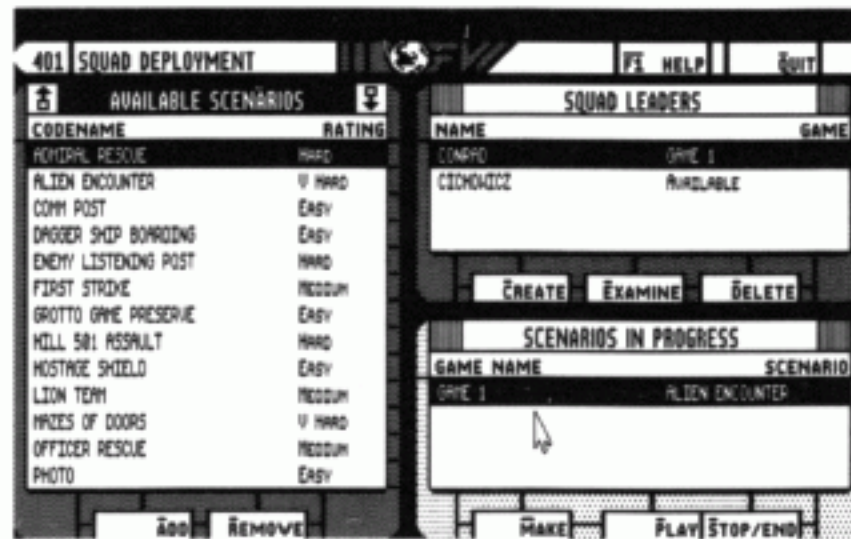 401 SQUAD DEPLOYMENT
F1 HELP
QUIT
AVAILABLE SCENARIOS
CODENAME RATING
ADMIRAL RESCUE HARD
ALIEN ENCOUNTER V HARD
COMM POST EASY
DAGGER SHIP BOARDING EASY
ENEMY LISTENING POST HARD
FIRST STRIKE MEDIUM
GROTTO GAME PRESERVE EASY
HILL 501 ASSAULT HARD
HOSTAGE SHIELD EASY
LION TEAM MEDIUM
MAZES OF DOORS V HARD
OFFICER RESCUE MEDIUM
PHOTO EASY
ADD REMOVE
SQUAD LEADERS
NAME GAME
CONRAD GAME 1
CICHOWICZ AVAILABLE
CREATE EXAMINE DELETE
SCENARIOS IN PROGRESS
GAME NAME SCENARIO
GAME 1 ALIEN ENCOUNTER
MAKE PLAY STOP/END